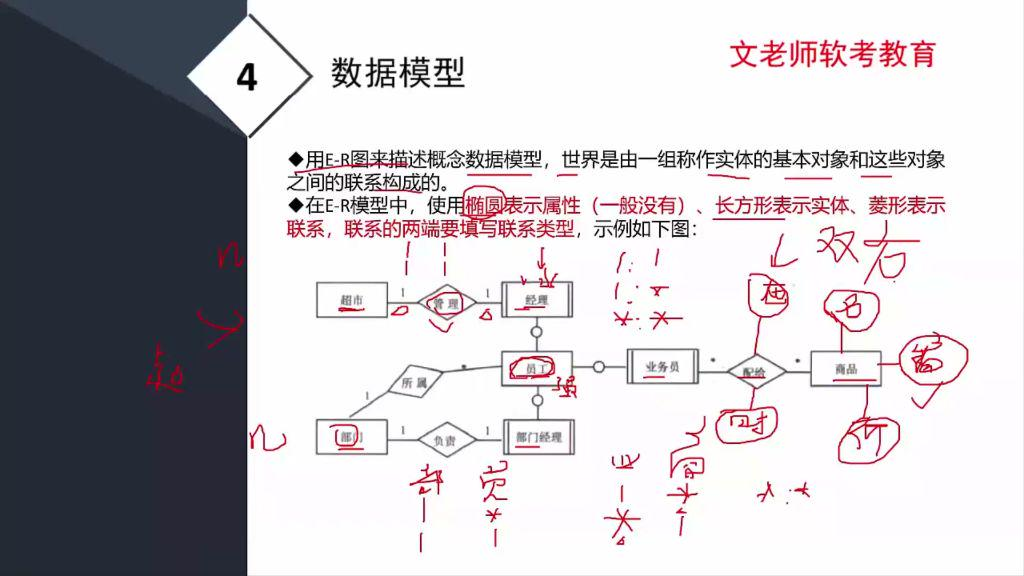 文老师软考教育
4
数据模型
◆用E-R图来描述概念数据模型，世界是由一组称作实体的基本对象和这些对象
之间的联系构成的。
◆在E-R模型中，使用椭圆表示属性（一般没有）、长方形表示实体、菱形表示
联系，联系的两端要填写联系类型，示例如下图：
n
双
1:1
1:*
*:*
超市 1 管理 1 经理
名
员工 业务员 * 配给 * 商品
所属 *
1
n
部门 1 负责 1 部门经理
*:*